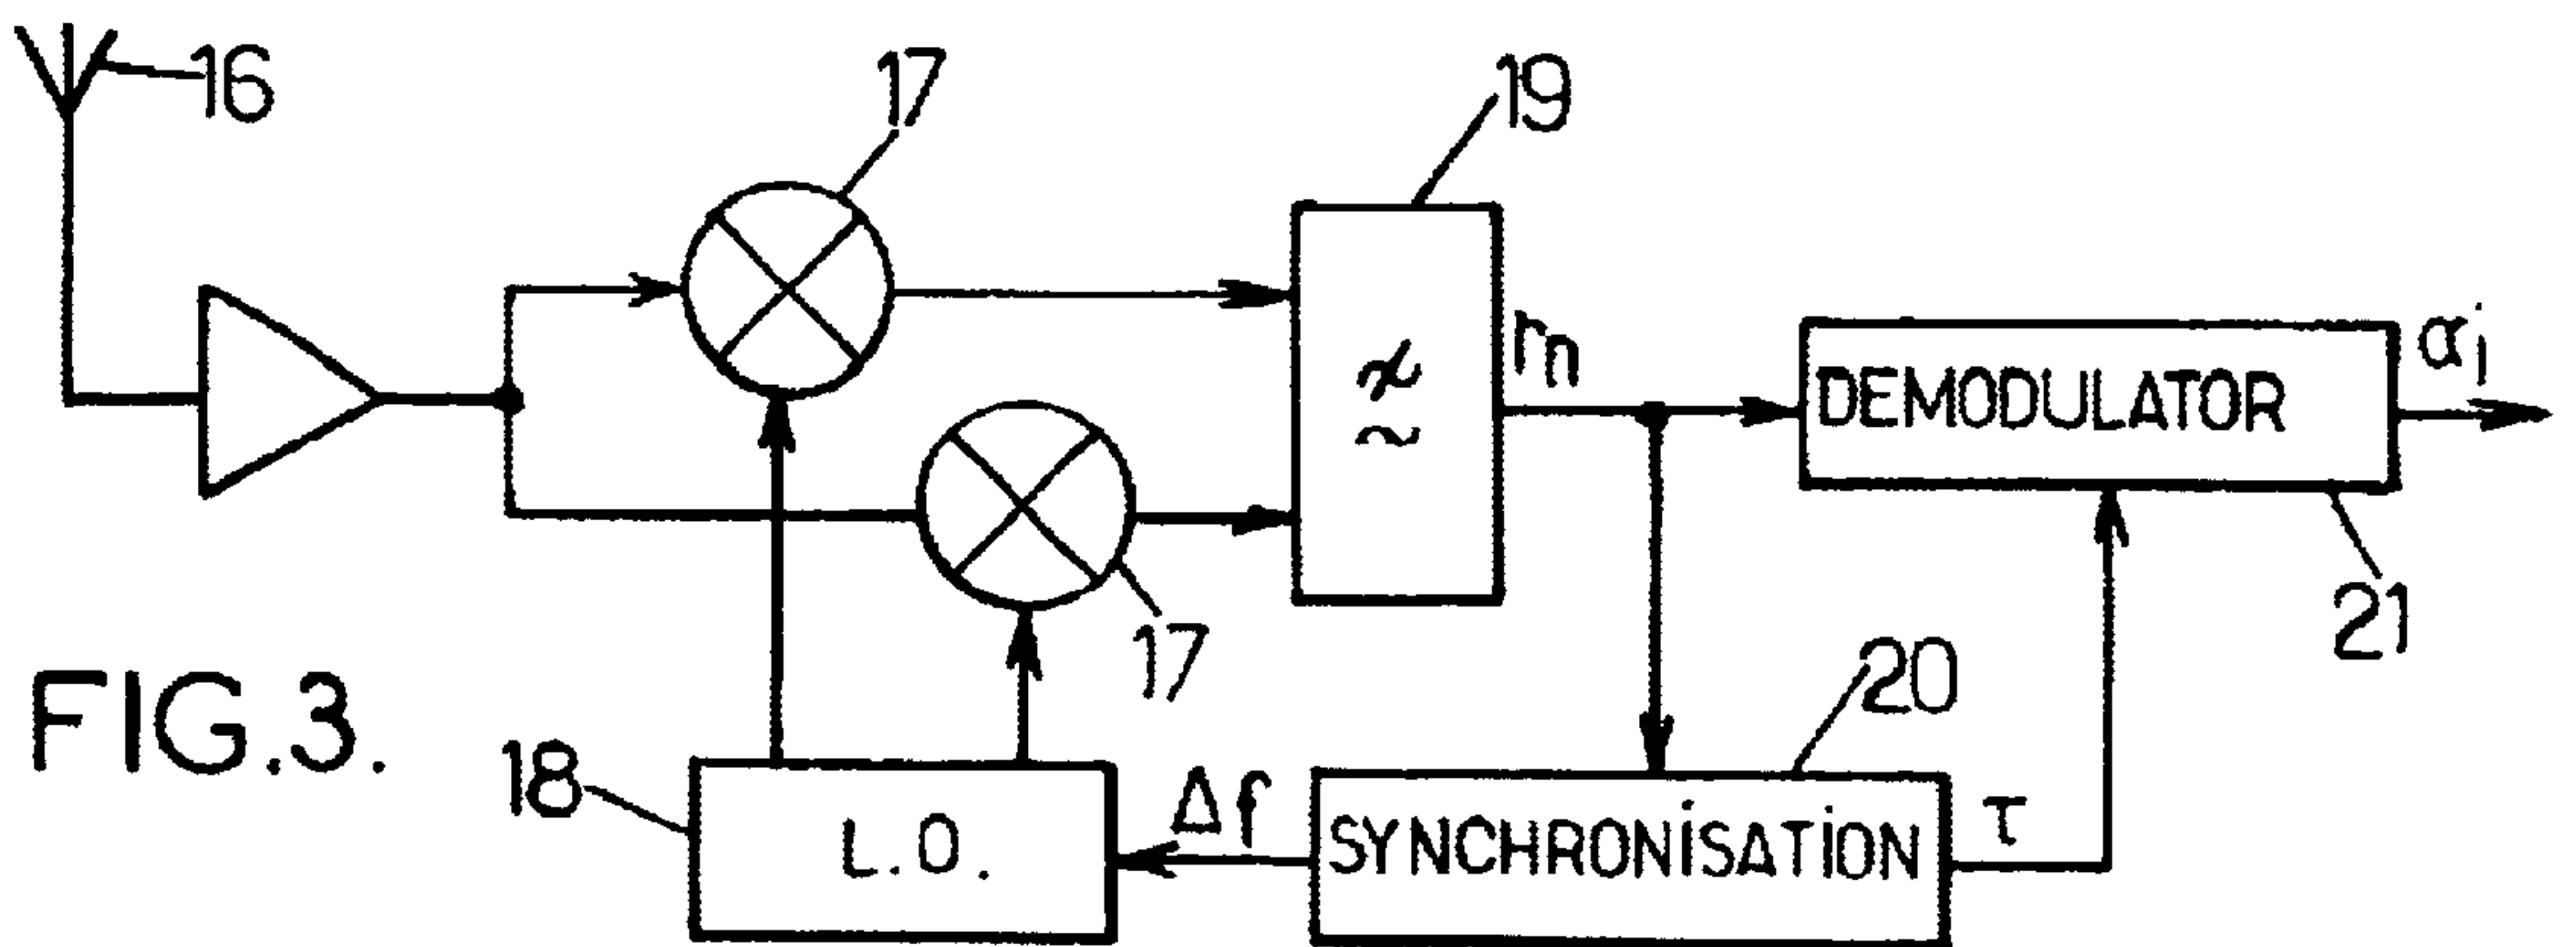 16
17
19
rn
DEMODULATOR
αi
17
21
20
FIG.3.
18
L.O.
Δf
SYNCHRONiSATiON
τ